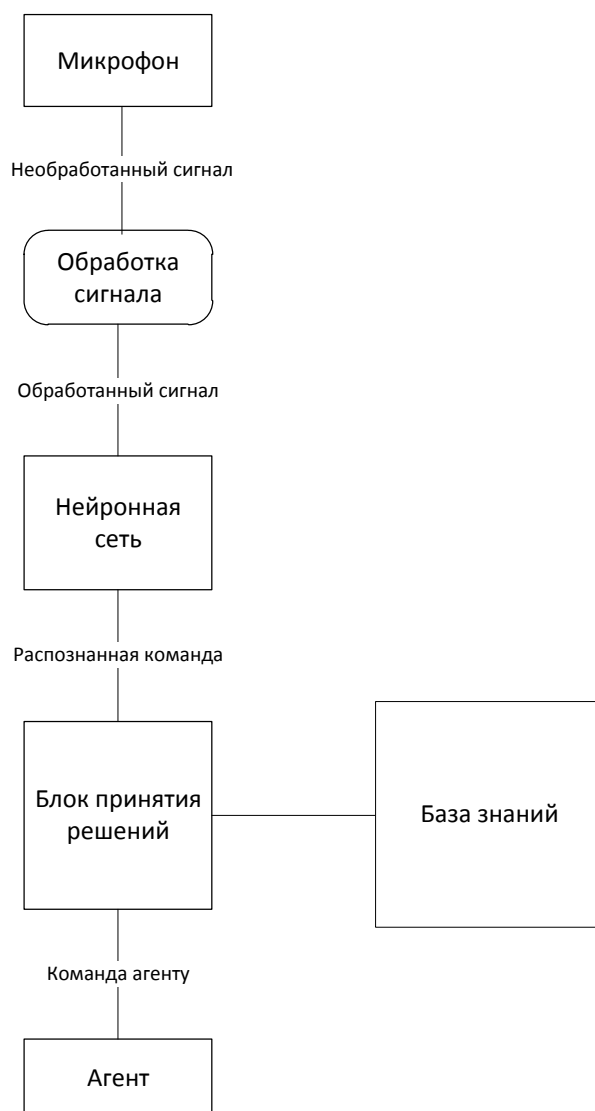 Микрофон
Необработанный сигнал
Обработка
сигнала
Обработанный сигнал
Нейронная
сеть
Распознанная команда
Блок принятия
решений
База знаний
Команда агенту
Агент